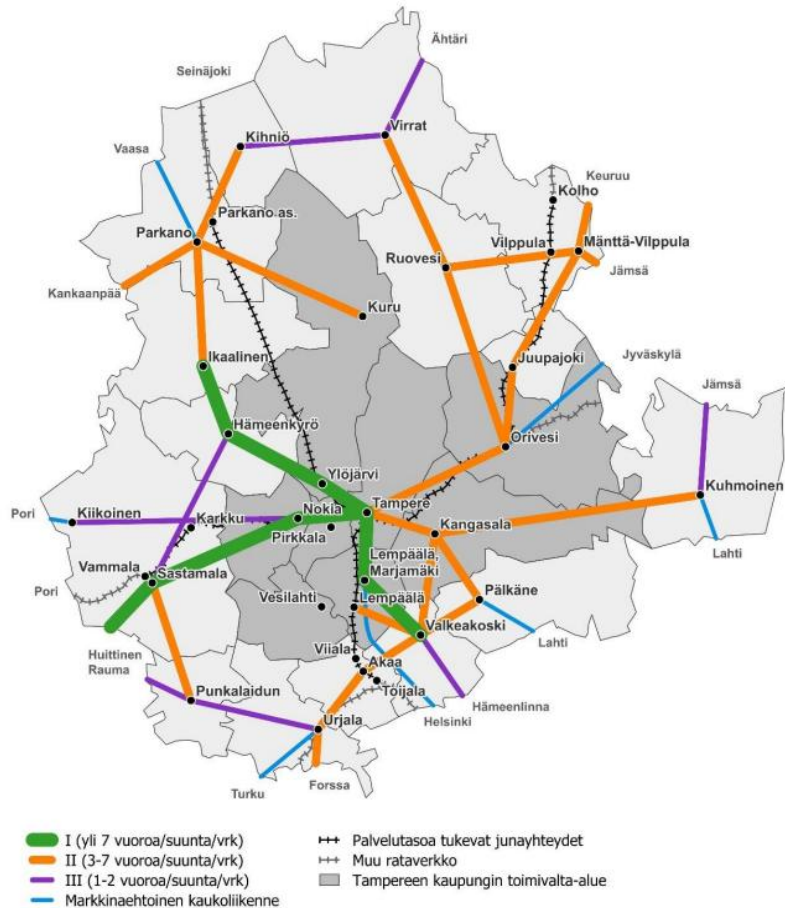 Ähtäri
Seinäjoki
Kihniö
Virrat
Vaasa
Keuruu
Kolho
Parkano as.
Parkano
Vilppula
Mänttä-Vilppula
Ruovesi
Jämsä
Kankaanpää
Kuru
Ikaalinen
Juupajoki
Jyväskylä
Jämsä
Hämeenkyrö
Orivesi
Ylöjärvi
Kuhmoinen
Pori
Kiikoinen
Karkku
Nokia
Tampere
Pirkkala
Kangasala
Lahti
Lempäälä,
Marjamäki
Vammala
Sastamala
Pori
Pälkäne
Vesilahti
Lempäälä
Valkeakoski
Lahti
Huittinen
Rauma
Viiala
Akaa
Toijala
Punkalaidun
Hämeenlinna
Helsinki
Urjala
Turku
Forssa
I (yli 7 vuoroa/suunta/vrk)
II (3-7 vuoroa/suunta/vrk)
III (1-2 vuoroa/suunta/vrk)
Markkinaehtoinen kaukoliikenne
Palvelutasoa tukevat junayhteydet
Muu rataverkko
Tampereen kaupungin toimivalta-alue